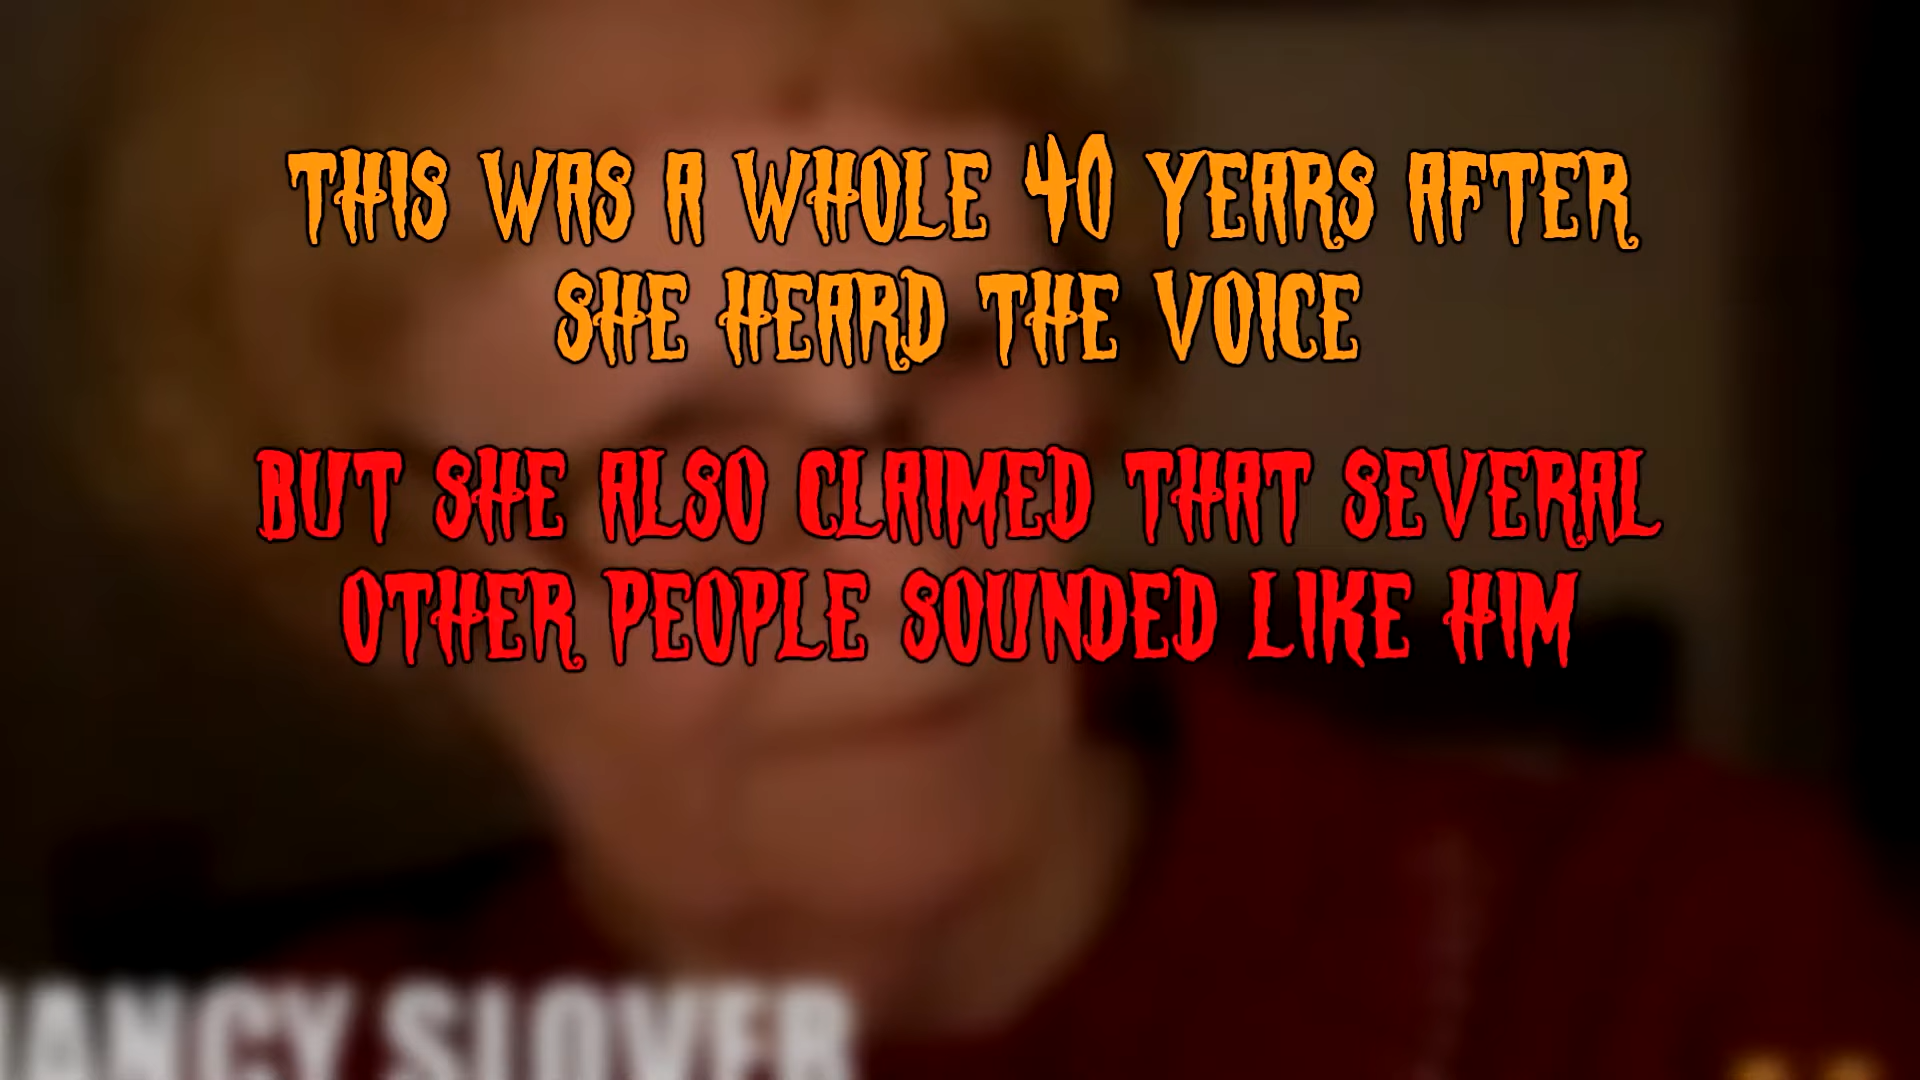 THIS WAS A WHOLE 40 YEARS AFTER
SHE HEARD THE VOICE
BUT SHE ALSO CLAIMED THAT SEVERAL
OTHER PEOPLE SOUNDED LIKE HIM
NANCY SLOVER